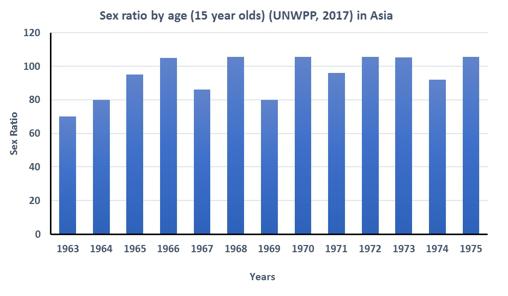 Sex ratio by age (15 year olds) (UNWPP, 2017) in Asia
120
100
80
60
40
20
0
Sex Ratio
1963 1964 1965 1966 1967 1968 1969 1970 1971 1972 1973 1974 1975
Years